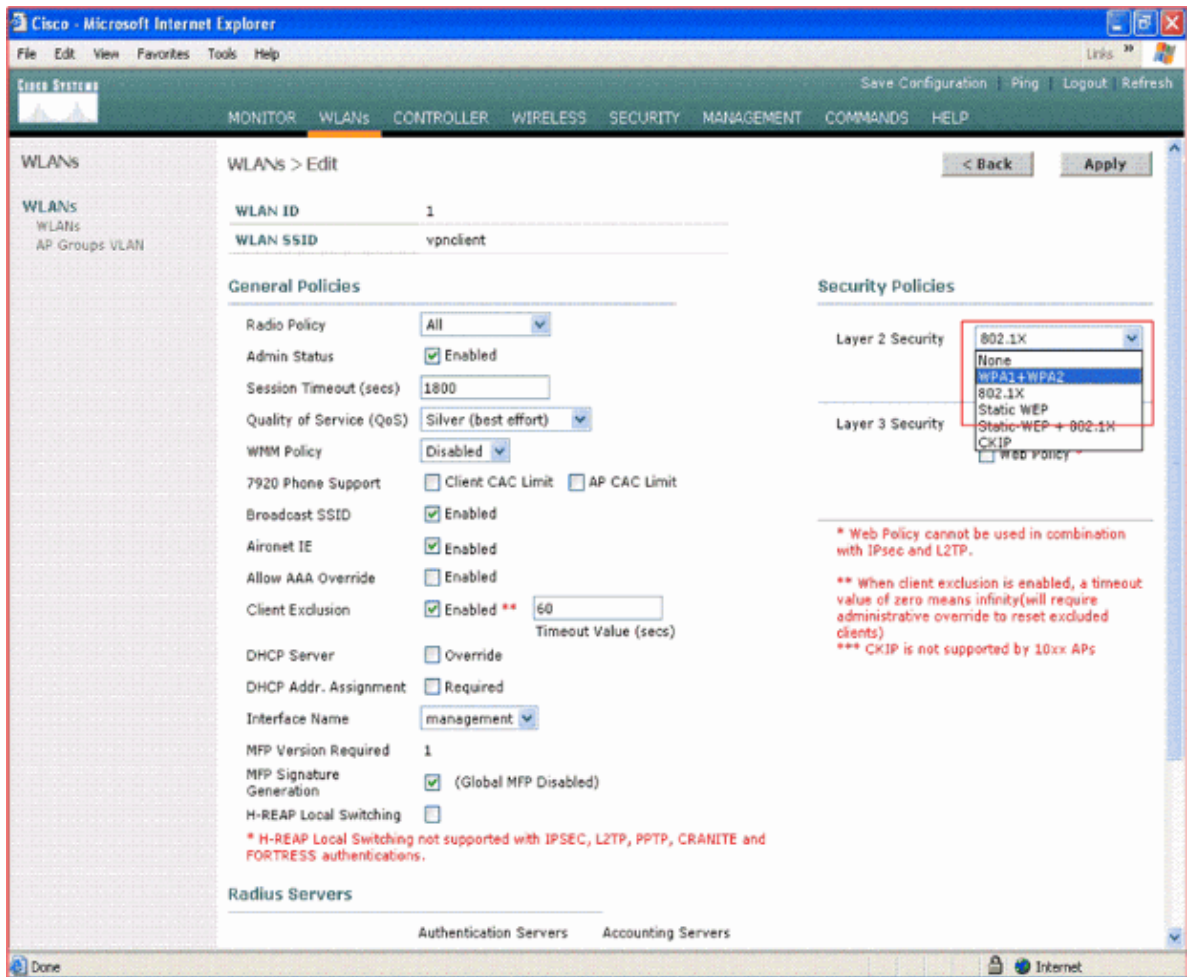 Cisco - Microsoft Internet Explorer
File Edit View Favorites Tools Help Links »
CISCO SYSTEMS
Save Configuration | Ping | Logout | Refresh
MONITOR WLANs CONTROLLER WIRELESS SECURITY MANAGEMENT COMMANDS HELP
WLANs
WLANs
WLANs
AP Groups VLAN
WLANs > Edit
< Back Apply
WLAN ID 1
WLAN SSID vpnclient
General Policies
Radio Policy All
Admin Status Enabled
Session Timeout (secs) 1800
Quality of Service (QoS) Silver (best effort)
WMM Policy Disabled
7920 Phone Support Client CAC Limit AP CAC Limit
Broadcast SSID Enabled
Aironet IE Enabled
Allow AAA Override Enabled
Client Exclusion Enabled ** 60
Timeout Value (secs)
DHCP Server Override
DHCP Addr. Assignment Required
Interface Name management
MFP Version Required 1
MFP Signature
Generation (Global MFP Disabled)
H-REAP Local Switching
* H-REAP Local Switching not supported with IPSEC, L2TP, PPTP, CRANITE and
FORTRESS authentications.
Radius Servers
Authentication Servers Accounting Servers
Security Policies
Layer 2 Security 802.1X
None
WPA1+WPA2
802.1X
Static WEP
Static-WEP + 802.1X
CKIP
Layer 3 Security
Web Policy *
* Web Policy cannot be used in combination
with IPsec and L2TP.
** When client exclusion is enabled, a timeout
value of zero means infinity(will require
administrative override to reset excluded
clients)
*** CKIP is not supported by 10xx APs
Done Internet